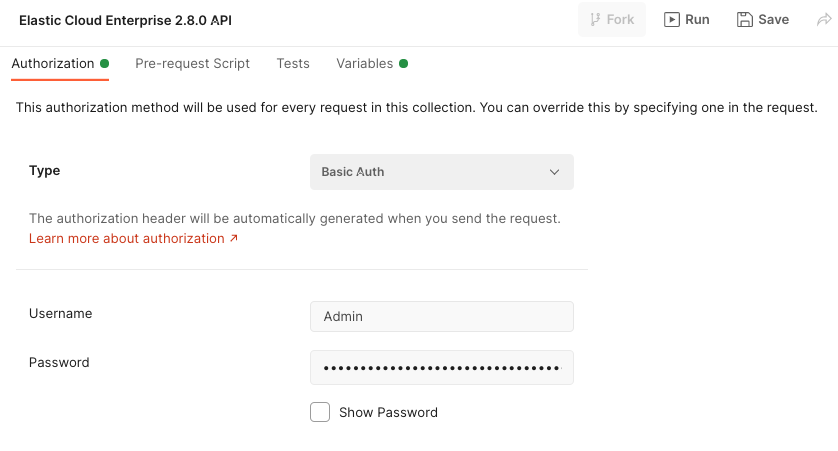 Elastic Cloud Enterprise 2.8.0 API
Fork Run Save
Authorization Pre-request Script Tests Variables
This authorization method will be used for every request in this collection. You can override this by specifying one in the request.
Type
Basic Auth
The authorization header will be automatically generated when you send the request.
Learn more about authorization ↗
Username
Admin
Password
••••••••••••••••••••••••••••••••
Show Password